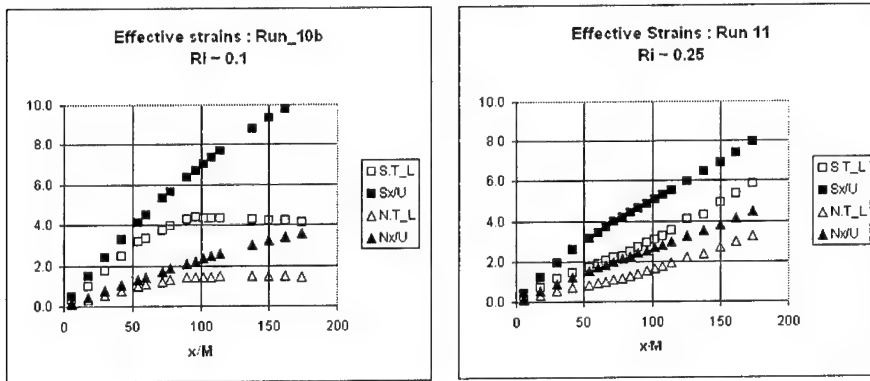 Effective strains : Run_10b
Ri ~ 0.1
10.0
8.0
6.0
4.0
2.0
0.0
0 50 100 150 200
x/M
S.T_L
Sx/U
N.T_L
Nx/U
Effective Strains : Run 11
Ri ~ 0.25
10.0
8.0
6.0
4.0
2.0
0.0
0 50 100 150 200
x/M
S.T_L
Sx/U
N.T_L
Nx/U